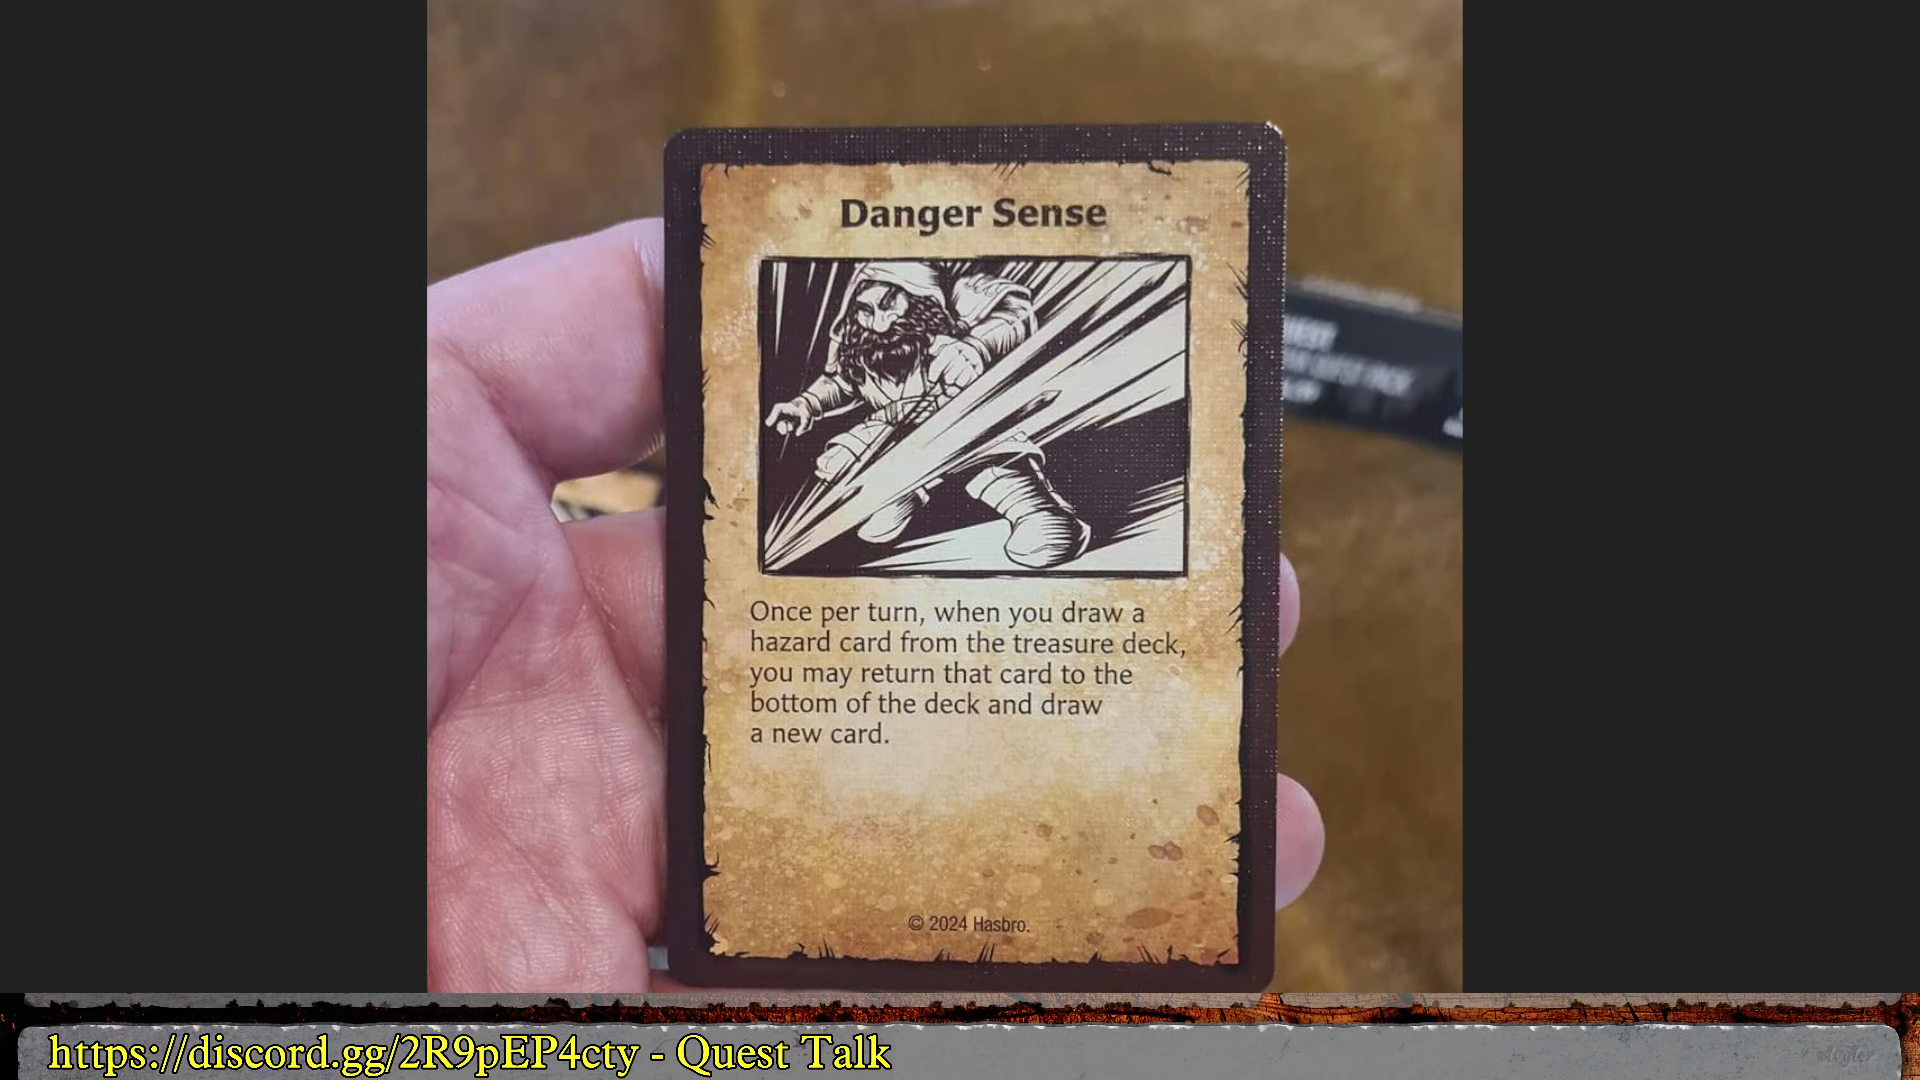 Danger Sense
Once per turn, when you draw a
hazard card from the treasure deck,
you may return that card to the
bottom of the deck and draw
a new card.
© 2024 Hasbro.
https://discord.gg/2R9pEP4cty - Quest Talk